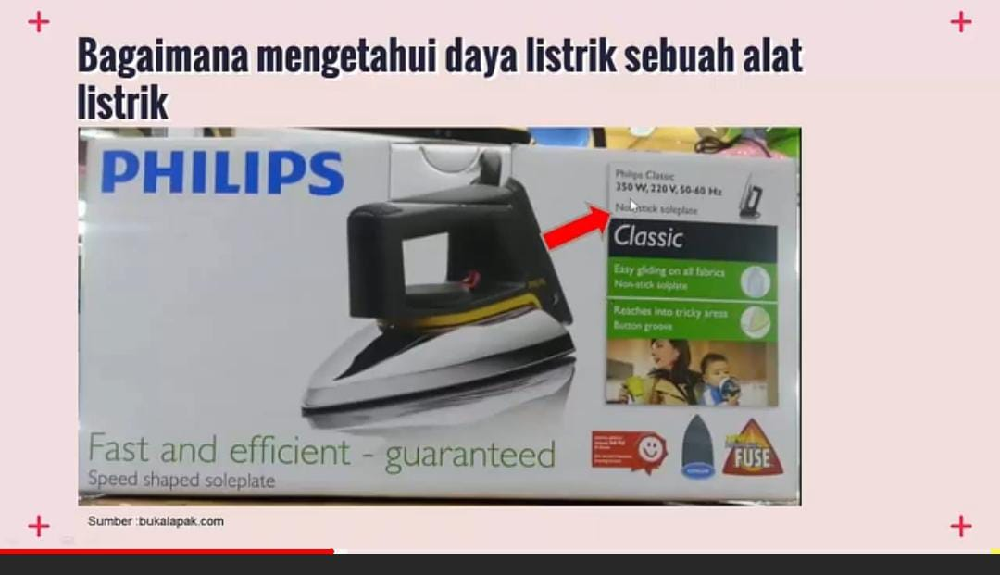 Bagaimana mengetahui daya listrik sebuah alat
listrik
PHILIPS
Philips Classic
350 W, 220 V, 50-60 Hz
Non-stick soleplate
Classic
Easy gliding on all fabrics
Non-stick solplate
Reaches into tricky areas
Button groove
FUSE
Fast and efficient - guaranteed
Speed shaped soleplate
Sumber :bukalapak.com